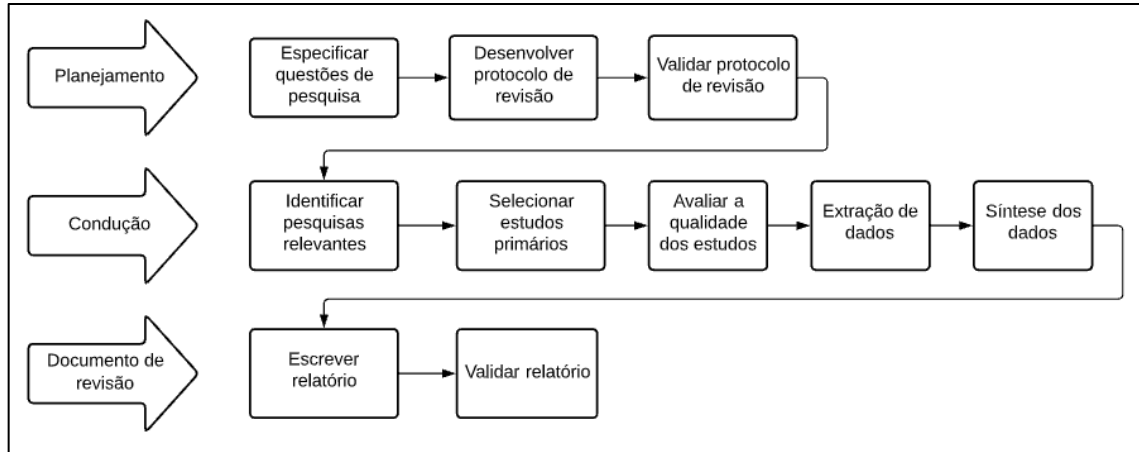 Planejamento
Especificar
questões de
pesquisa
Desenvolver
protocolo de
revisão
Validar protocolo
de revisão
Condução
Identificar
pesquisas
relevantes
Selecionar
estudos
primários
Avaliar a
qualidade
dos estudos
Extração de
dados
Síntese dos
dados
Documento de
revisão
Escrever
relatório
Validar relatório